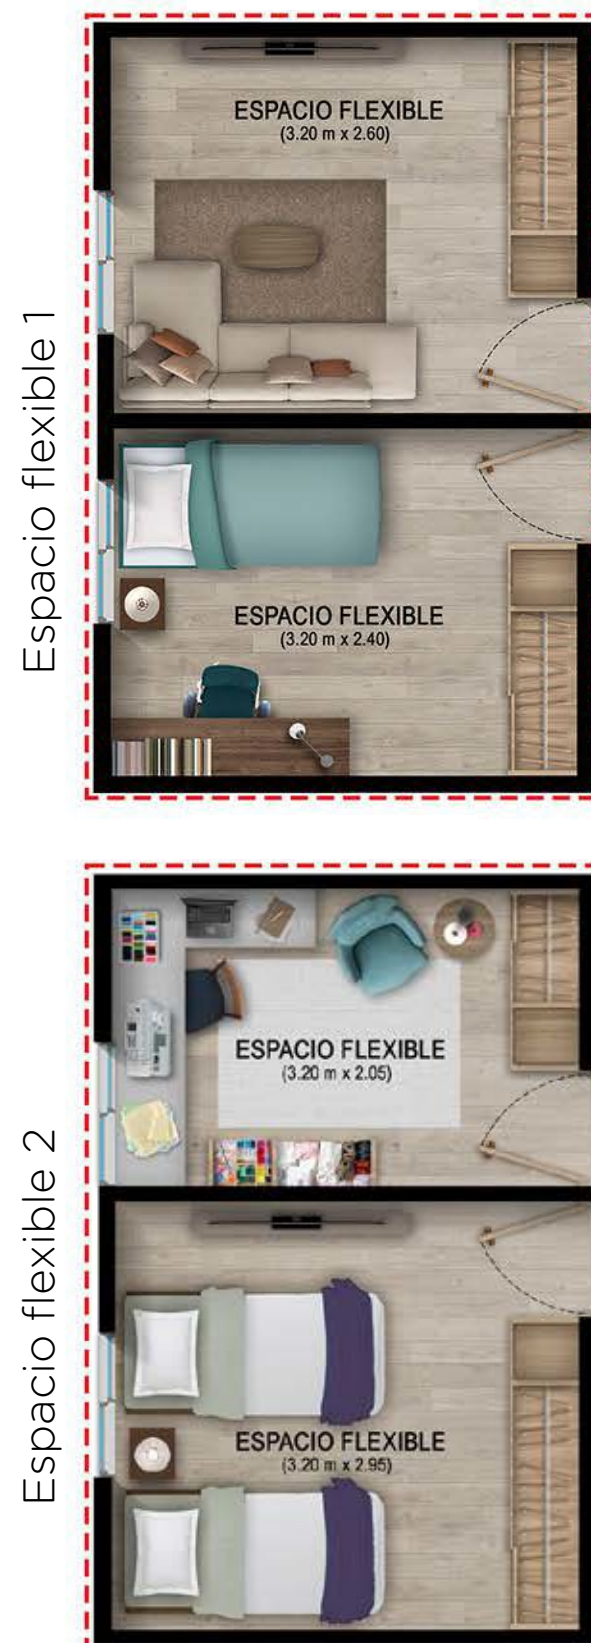 Espacio flexible 1
ESPACIO FLEXIBLE
(3.20 m x 2.60)
ESPACIO FLEXIBLE
(3.20 m x 2.40)
Espacio flexible 2
ESPACIO FLEXIBLE
(3.20 m x 2.05)
ESPACIO FLEXIBLE
(3.20 m x 2.95)